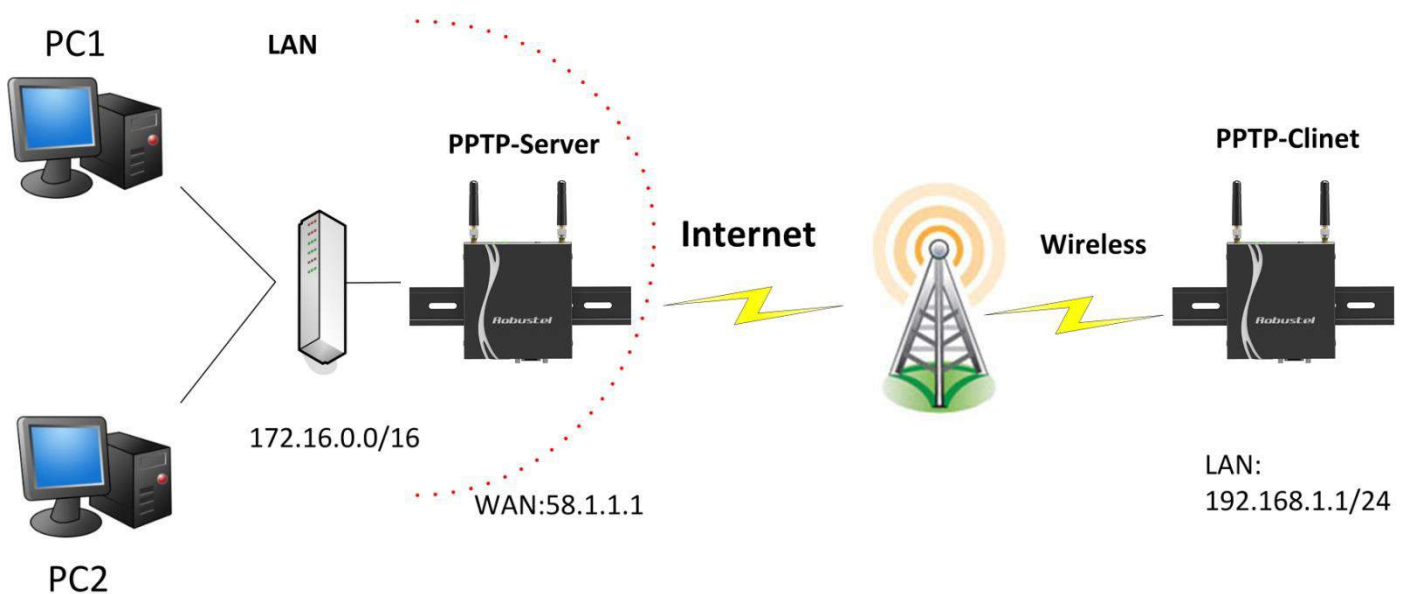 PC1
LAN
PPTP-Server
PPTP-Clinet
Internet
Wireless
Robustel
Robustel
172.16.0.0/16
WAN:58.1.1.1
LAN:
192.168.1.1/24
PC2